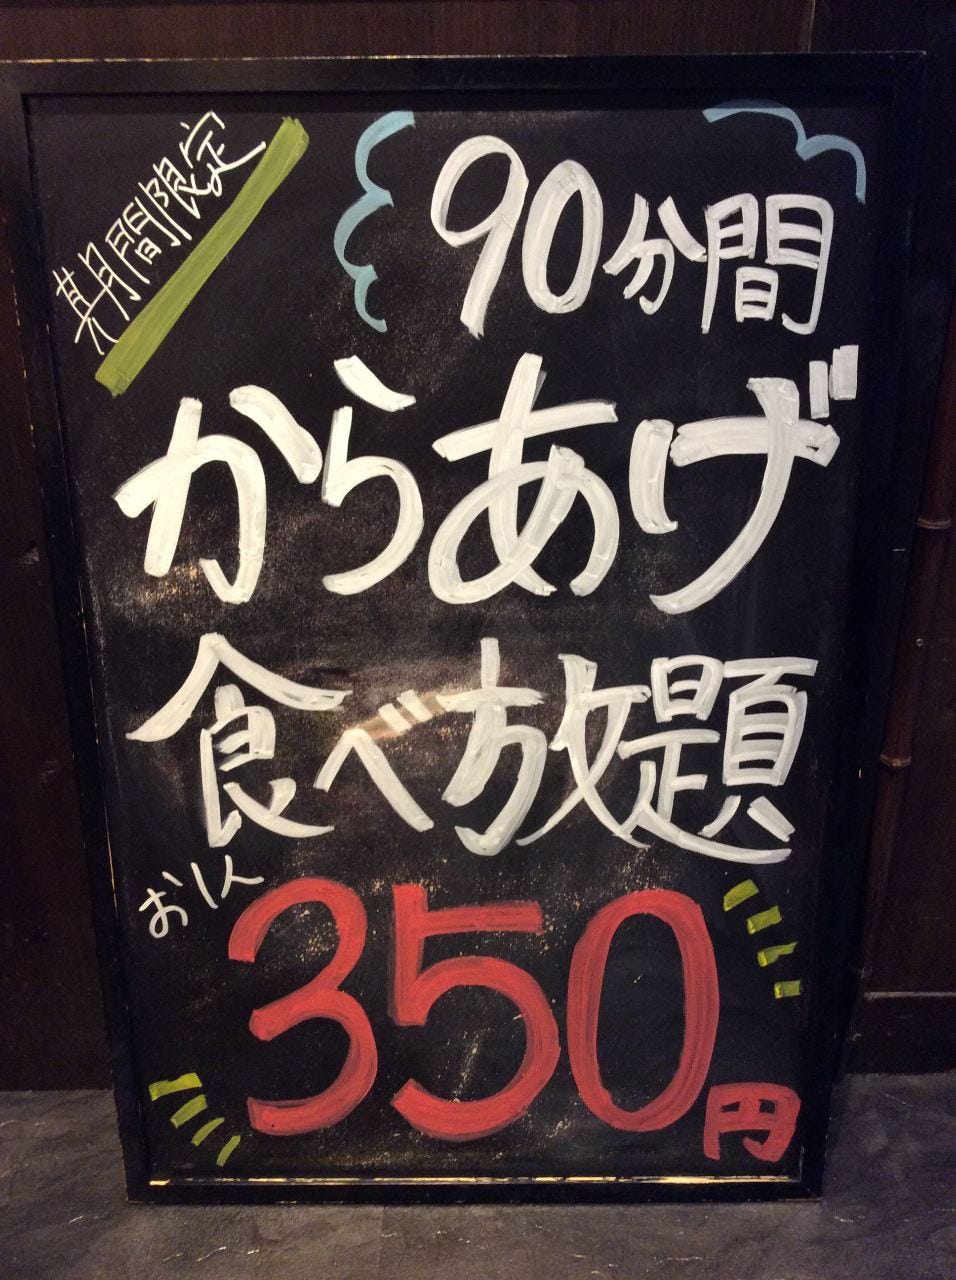 期間限定
90分間
からあげ
食べ放題
お1人
350円